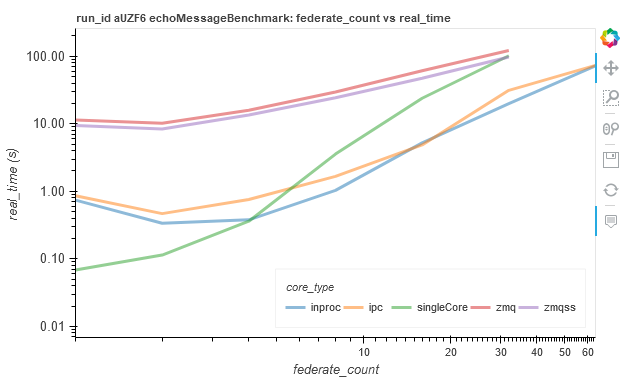 run_id aUZF6 echoMessageBenchmark: federate_count vs real_time
real_time (s)
100.00
10.00
1.00
0.10
0.01
core_type
inproc ipc singleCore zmq zmqss
10 20 30 40 50 60
federate_count